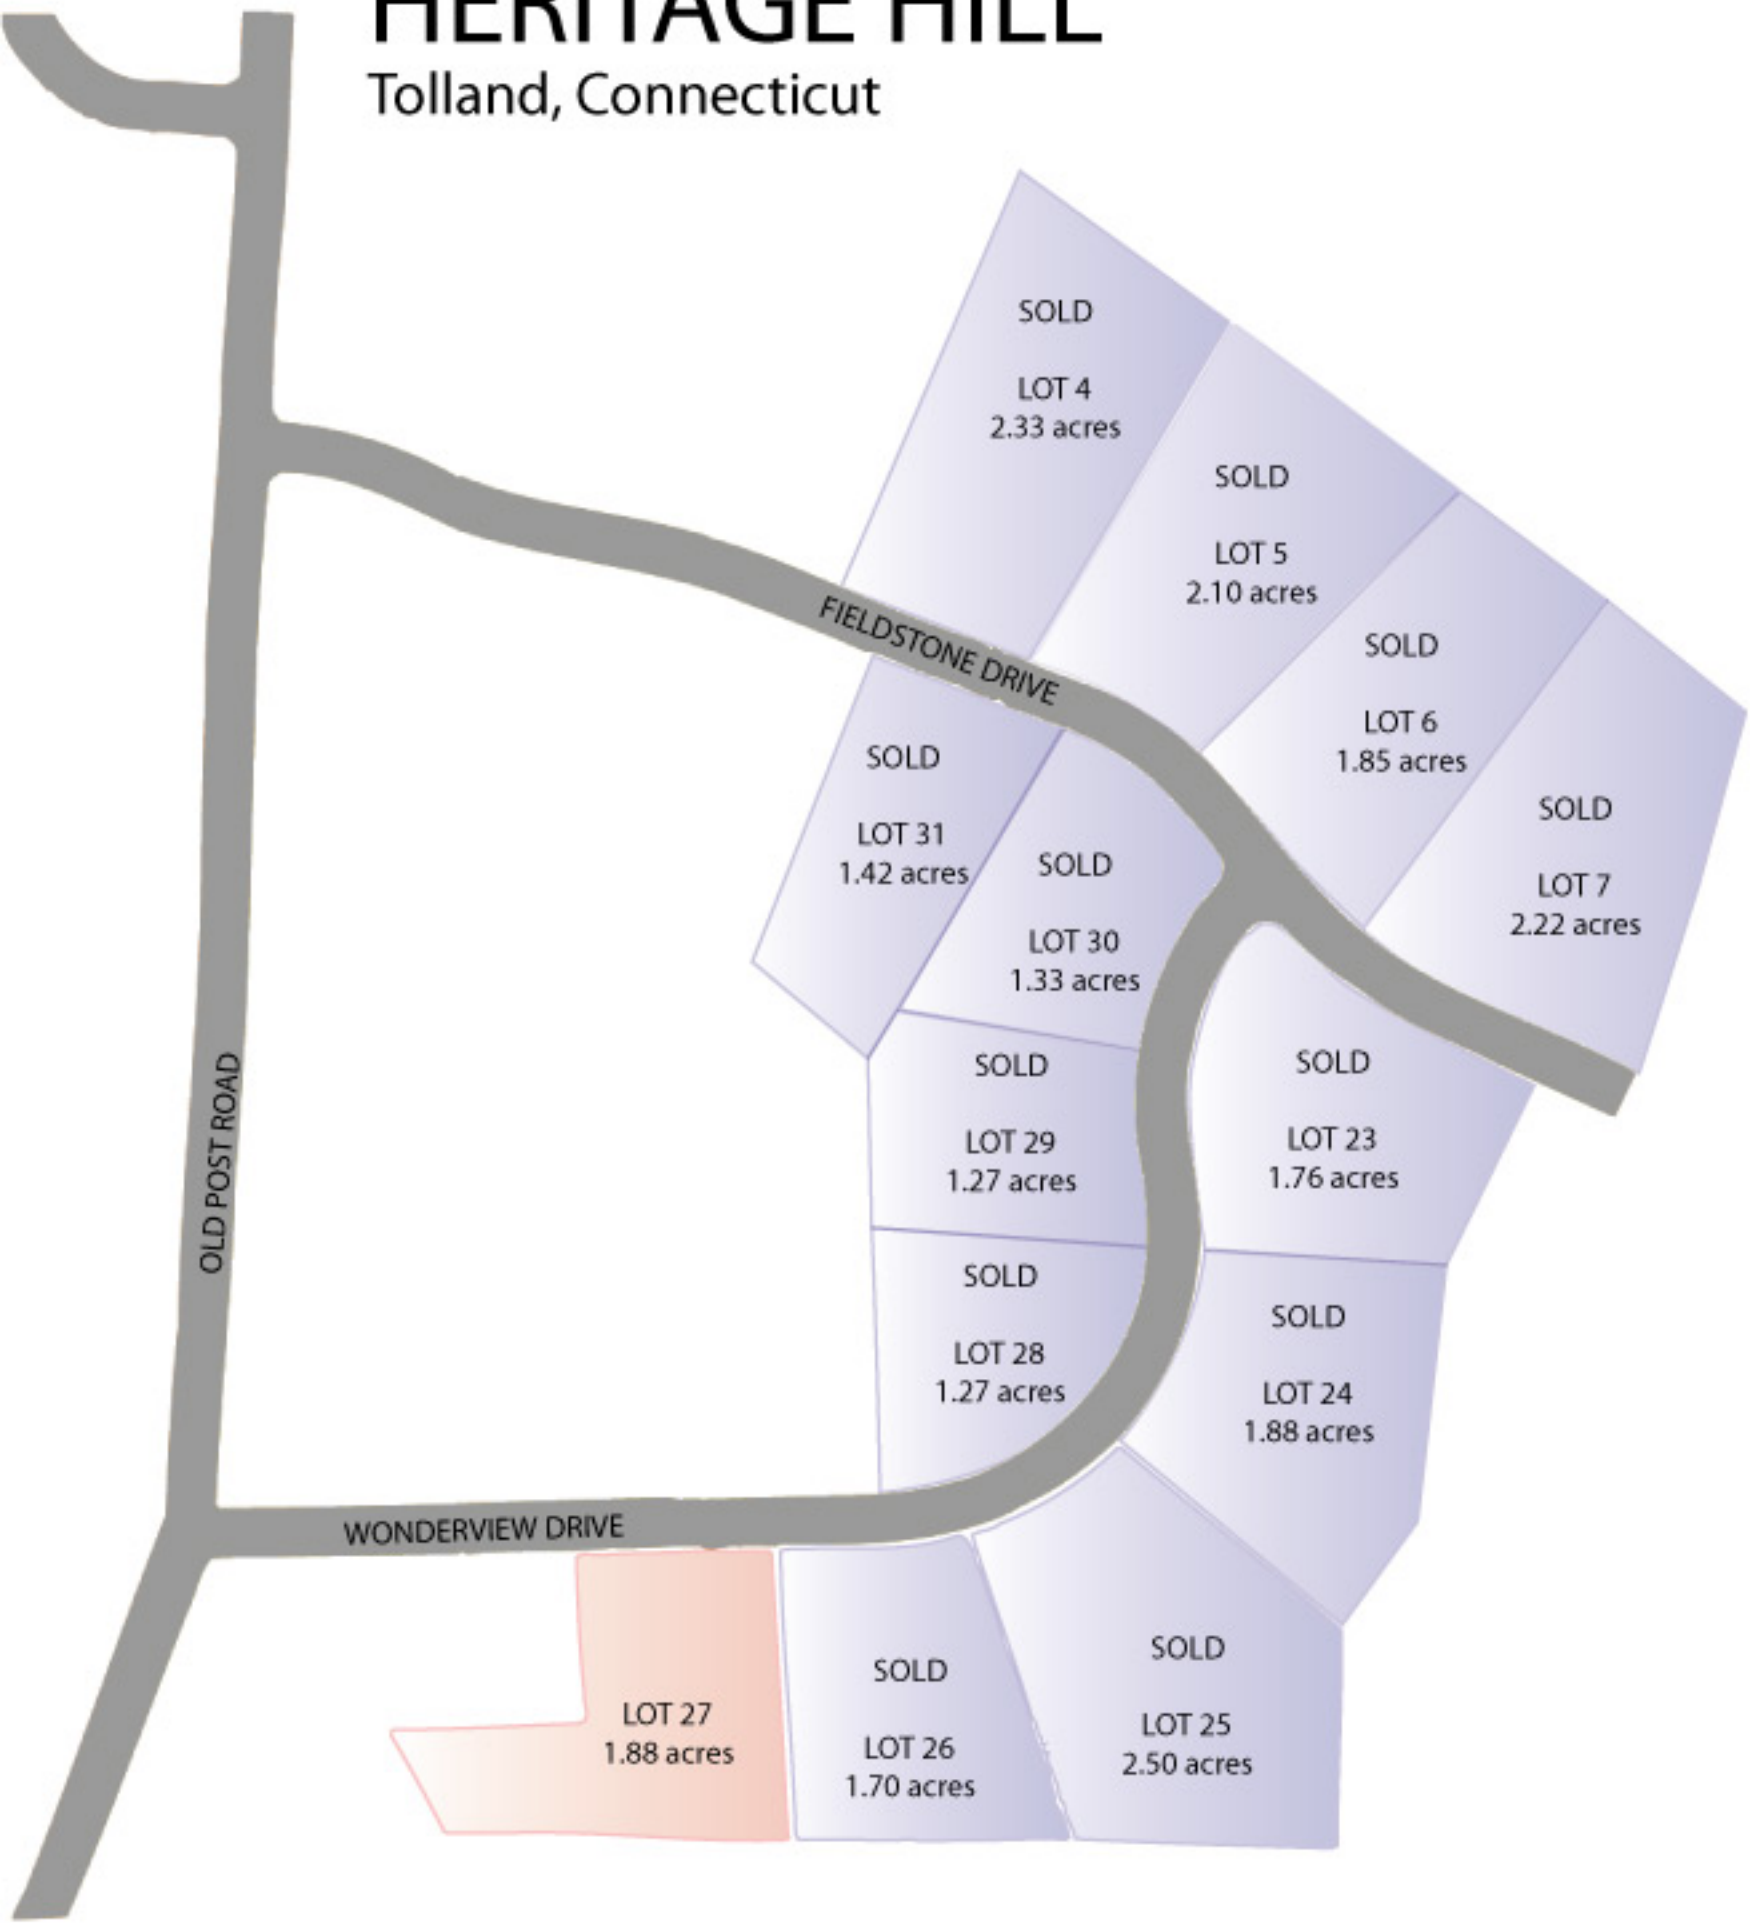 HERITAGE HILL
Tolland, Connecticut
SOLD
LOT 4
2.33 acres
SOLD
LOT 5
2.10 acres
SOLD
LOT 6
1.85 acres
SOLD
LOT 7
2.22 acres
FIELDSTONE DRIVE
SOLD
LOT 31
1.42 acres
SOLD
LOT 30
1.33 acres
SOLD
LOT 29
1.27 acres
SOLD
LOT 23
1.76 acres
OLD POST ROAD
SOLD
LOT 28
1.27 acres
SOLD
LOT 24
1.88 acres
WONDERVIEW DRIVE
LOT 27
1.88 acres
SOLD
LOT 26
1.70 acres
SOLD
LOT 25
2.50 acres